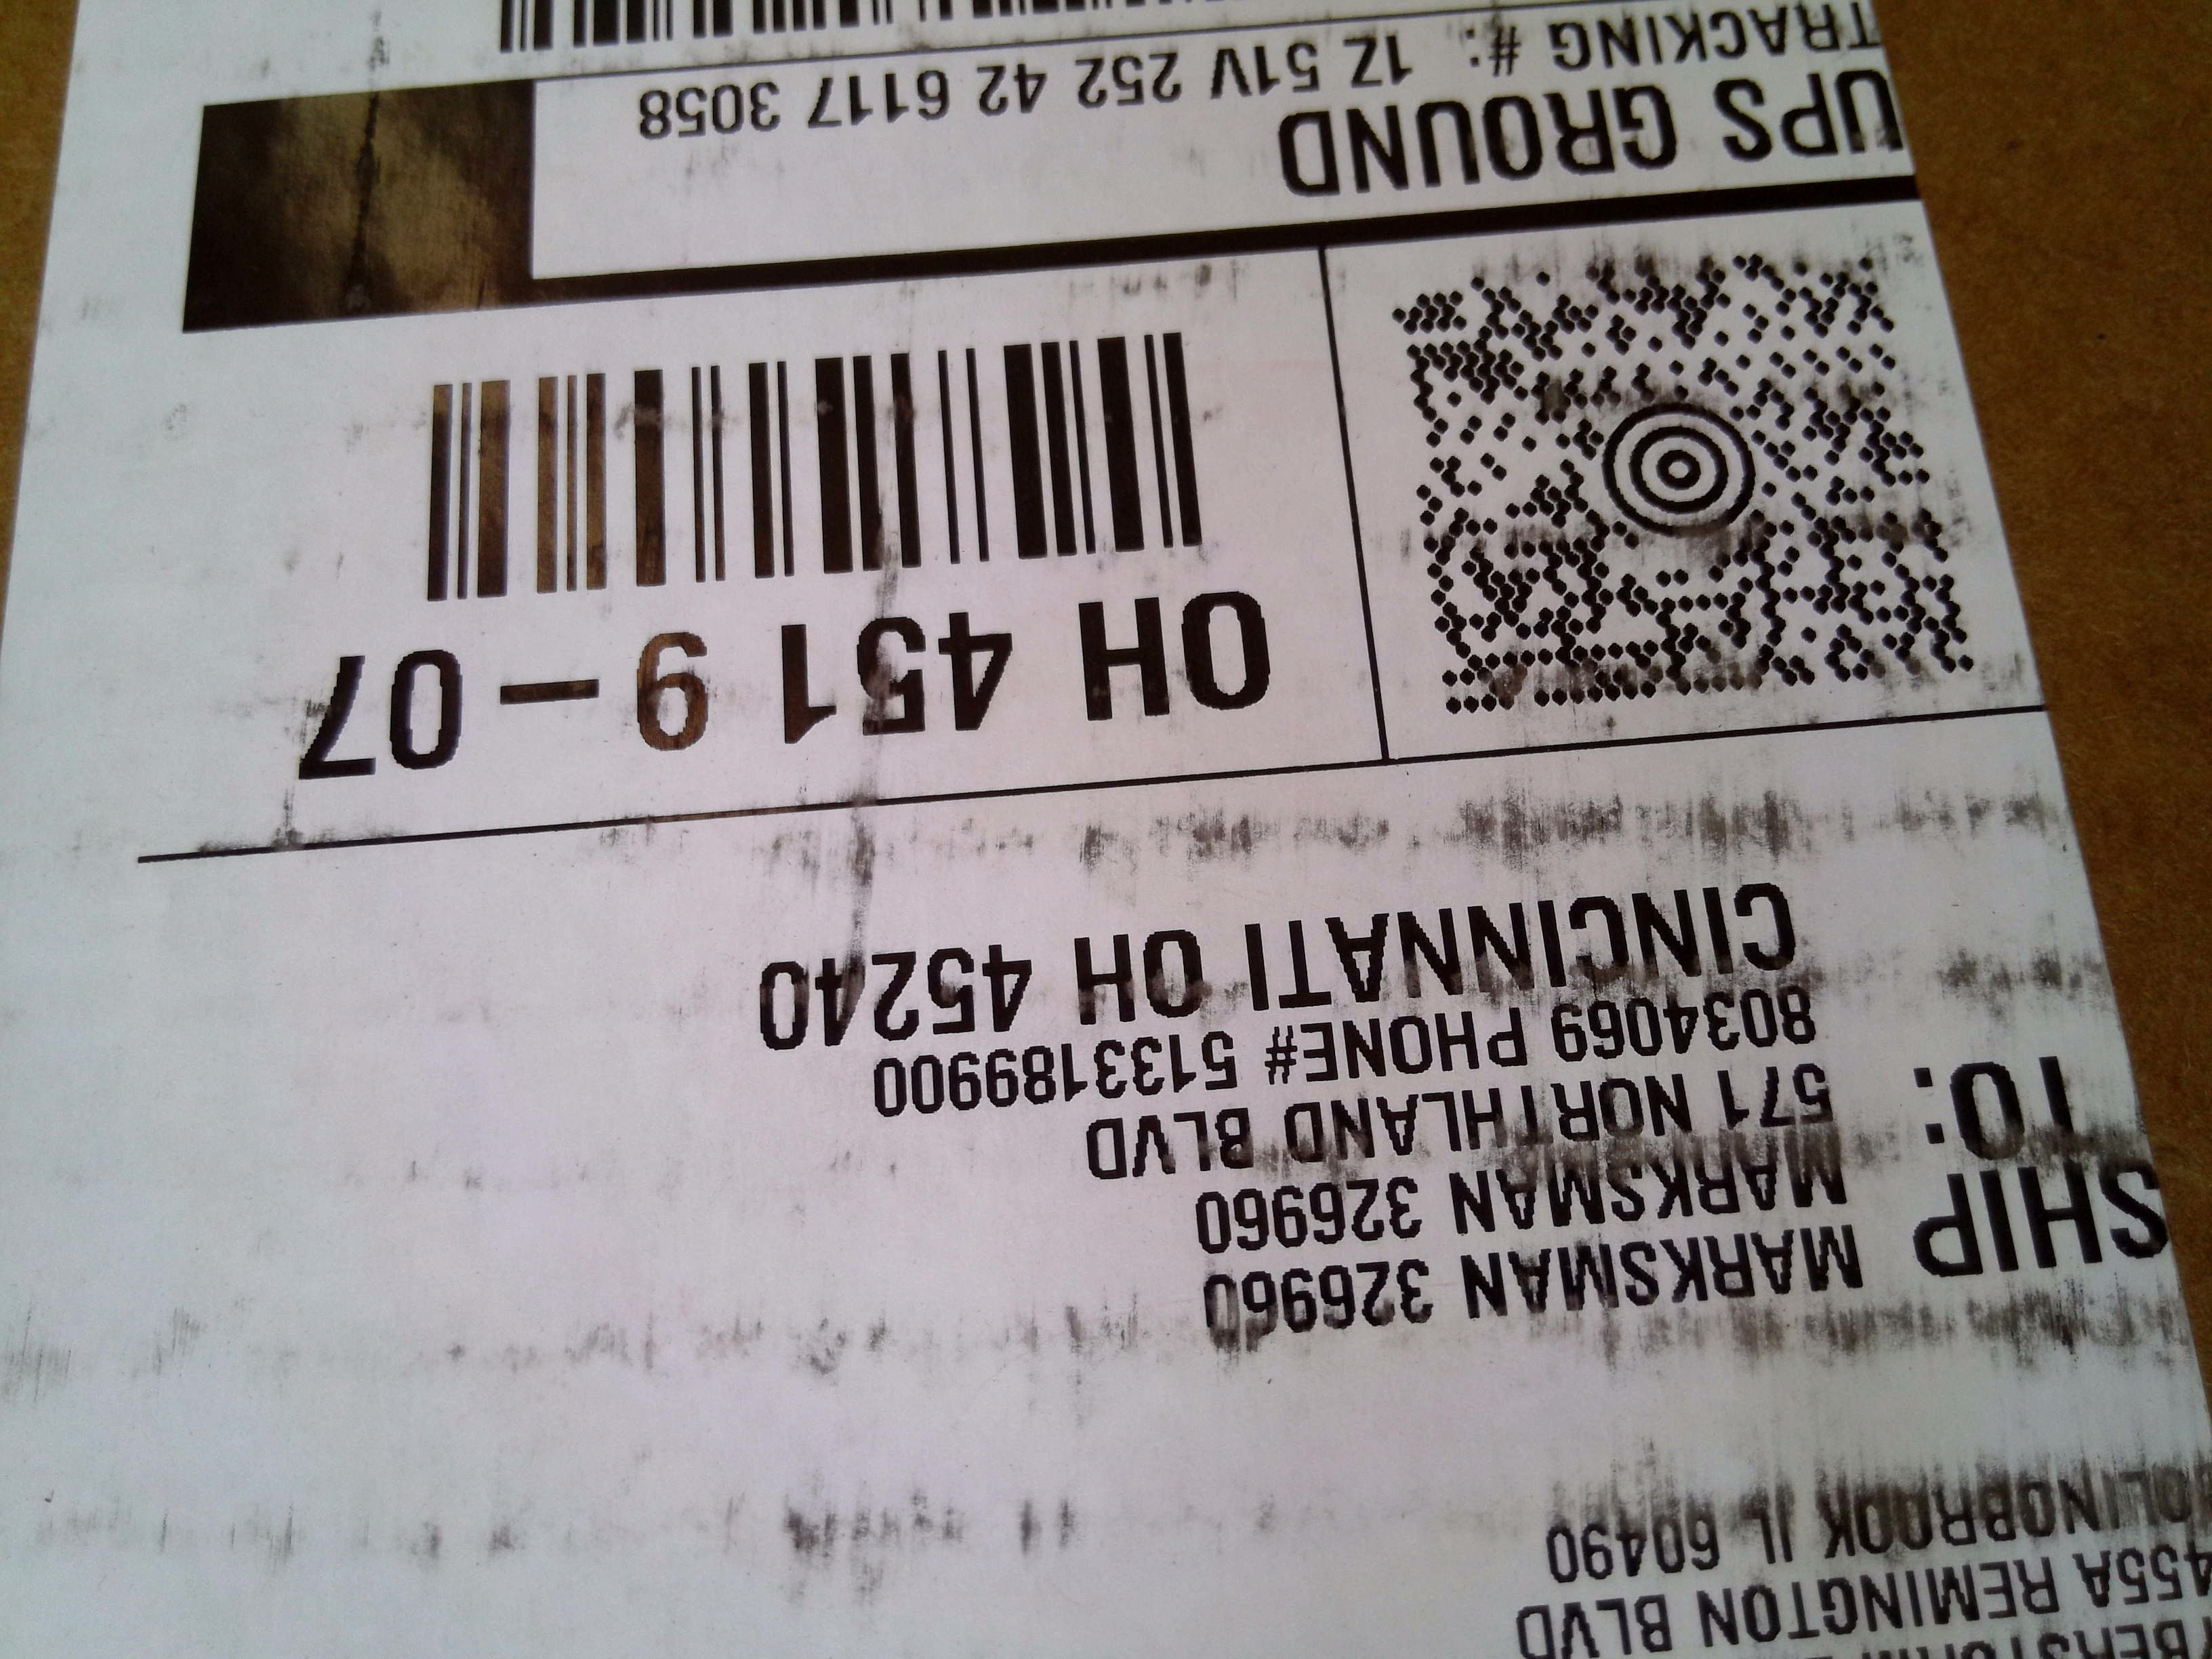 455A REMINGTON BLVD
OLINGBROOK IL 60490
SHIP
TO:
MARKSMAN 326960
MARKSMAN 326960
571 NORTHLAND BLVD
8034069 PHONE# 5133189900
CINCINNATI OH 45240
OH 451 9-07
UPS GROUND
TRACKING #: 1Z 51V 252 42 6117 3058